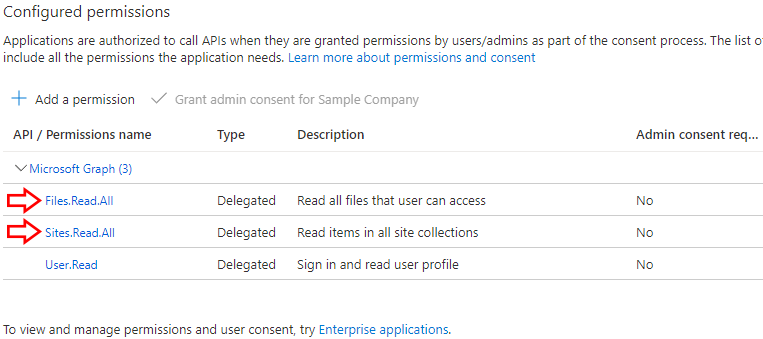 Configured permissions
Applications are authorized to call APIs when they are granted permissions by users/admins as part of the consent process. The list
include all the permissions the application needs. Learn more about permissions and consent
Add a permission Grant admin consent for Sample Company
API / Permissions name Type Description Admin consent req...
Microsoft Graph (3)
Files.Read.All Delegated Read all files that user can access No
Sites.Read.All Delegated Read items in all site collections No
User.Read Delegated Sign in and read user profile No
To view and manage permissions and user consent, try Enterprise applications.